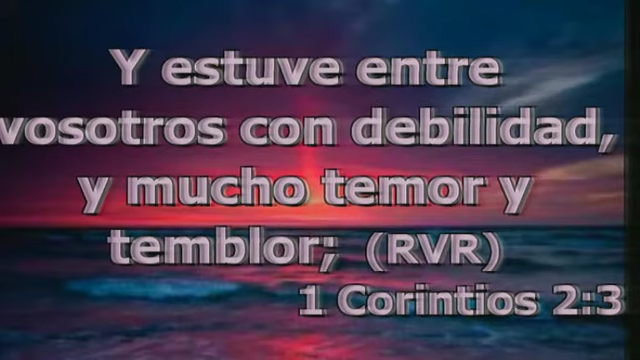 Y estuve entre
vosotros con debilidad,
y mucho temor y
temblor; (RVR)
1 Corintios 2:3